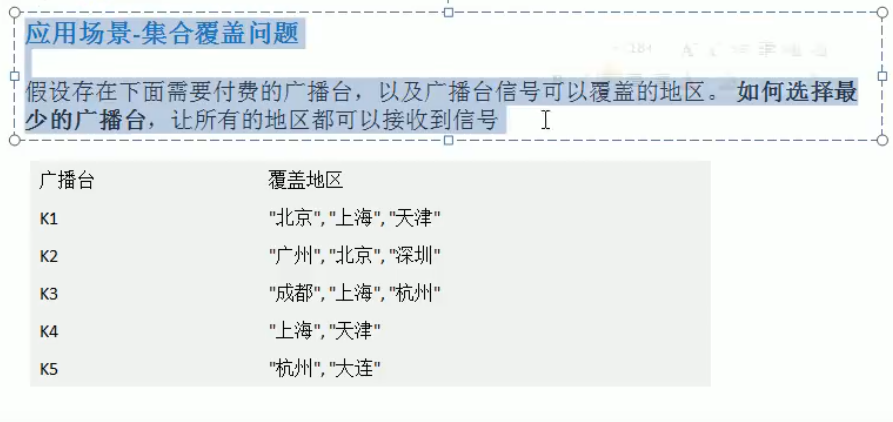 应用场景-集合覆盖问题
假设存在下面需要付费的广播台，以及广播台信号可以覆盖的地区。 如何选择最
少的广播台，让所有的地区都可以接收到信号
广播台 覆盖地区
K1 "北京", "上海", "天津"
K2 "广州", "北京", "深圳"
K3 "成都", "上海", "杭州"
K4 "上海", "天津"
K5 "杭州", "大连"